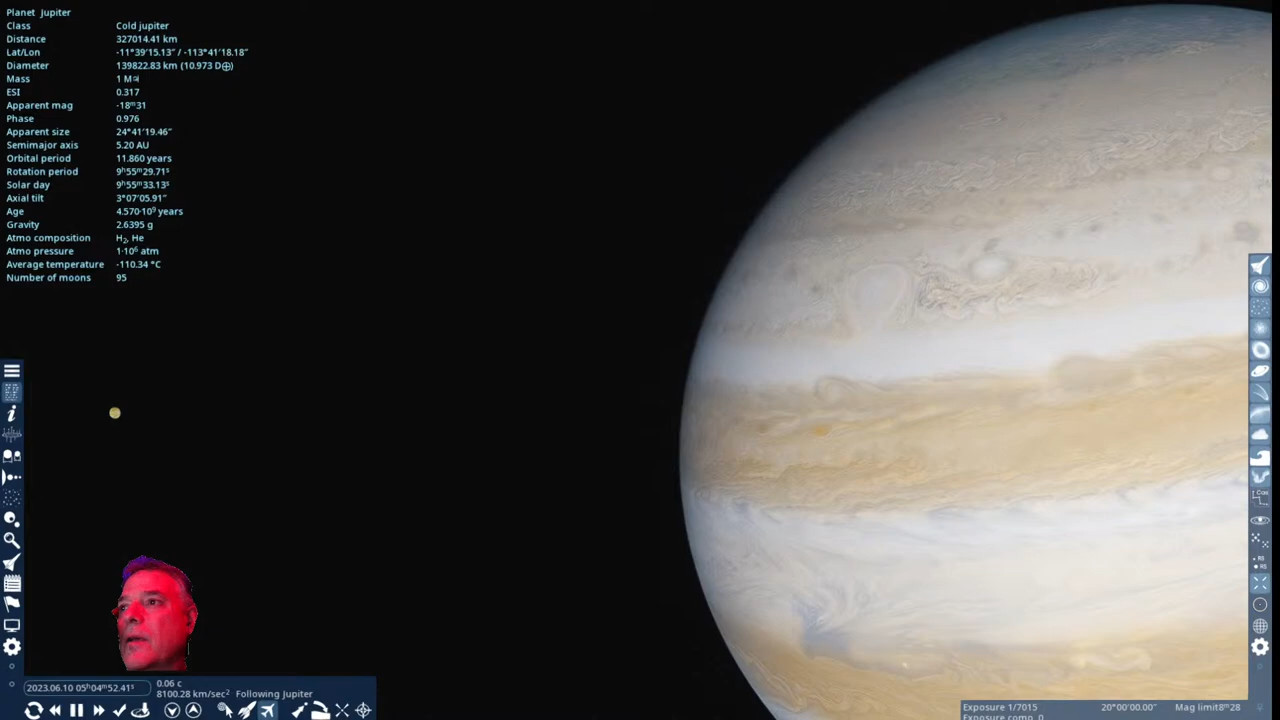 Planet Jupiter
Class Cold jupiter
Distance 327014.41 km
Lat/Lon -11°39′15.13″ / -113°41′18.18″
Diameter 139822.83 km (10.973 D⊕)
Mass 1 M♃
ESI 0.317
Apparent mag -18ᵐ31
Phase 0.976
Apparent size 24°41′19.46″
Semimajor axis 5.20 AU
Orbital period 11.860 years
Rotation period 9ʰ55ᵐ29.71ˢ
Solar day 9ʰ55ᵐ33.13ˢ
Axial tilt 3°07′05.91″
Age 4.570·10⁹ years
Gravity 2.6395 g
Atmo composition H₂, He
Atmo pressure 1·10⁶ atm
Average temperature -110.34 °C
Number of moons 95
2023.06.10 05ʰ04ᵐ52.41ˢ
0.06 c
8100.28 km/sec² Following Jupiter
Exposure 1/7015 20°00′00.00″ Mag limit 8ᵐ28
Exposure comp. 0